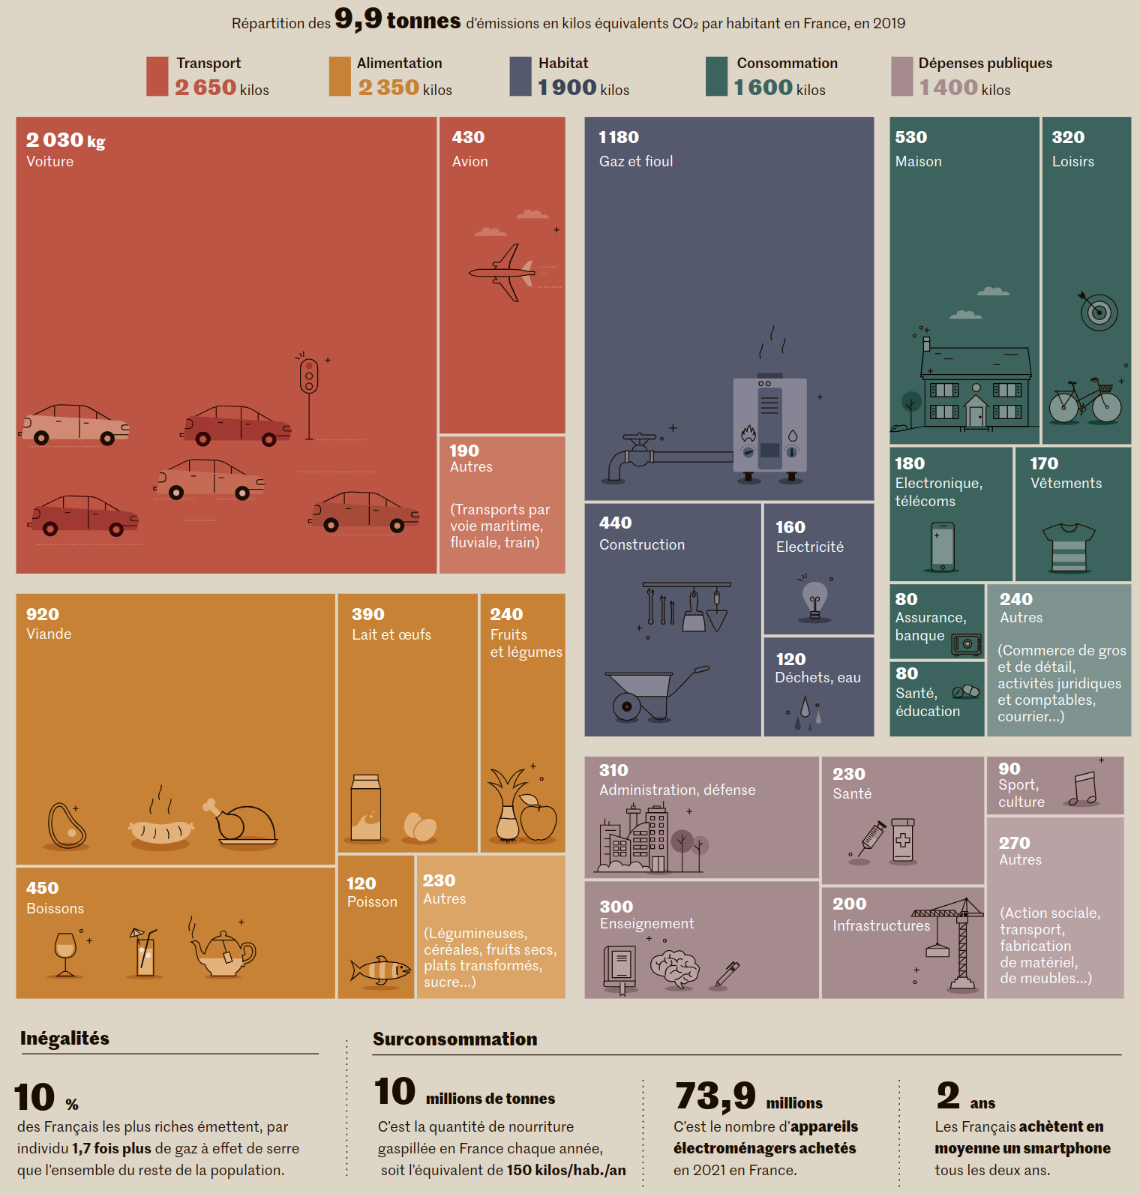 Répartition des 9,9 tonnes d'émissions en kilos équivalents CO₂ par habitant en France, en 2019
Transport
2 650 kilos
Alimentation
2 350 kilos
Habitat
1 900 kilos
Consommation
1 600 kilos
Dépenses publiques
1 400 kilos
2 030 kg
Voiture
430
Avion
190
Autres
(Transports par
voie maritime,
fluviale, train)
920
Viande
390
Lait et œufs
240
Fruits
et légumes
450
Boissons
120
Poisson
230
Autres
(Légumineuses,
céréales, fruits secs,
plats transformés,
sucre...)
1 180
Gaz et fioul
440
Construction
160
Electricité
120
Déchets, eau
530
Maison
320
Loisirs
180
Electronique,
télécoms
170
Vêtements
80
Assurance,
banque
80
Santé,
éducation
240
Autres
(Commerce de gros
et de détail,
activités juridiques
et comptables,
courrier...)
310
Administration, défense
230
Santé
90
Sport,
culture
300
Enseignement
200
Infrastructures
270
Autres
(Action sociale,
transport,
fabrication
de matériel,
de meubles...)
Inégalités
10 %
des Français les plus riches émettent, par
individu 1,7 fois plus de gaz à effet de serre
que l'ensemble du reste de la population.
Surconsommation
10 millions de tonnes
C'est la quantité de nourriture
gaspillée en France chaque année,
soit l'équivalent de 150 kilos/hab./an
73,9 millions
C'est le nombre d'appareils
électroménagers achetés
en 2021 en France.
2 ans
Les Français achètent en
moyenne un smartphone
tous les deux ans.